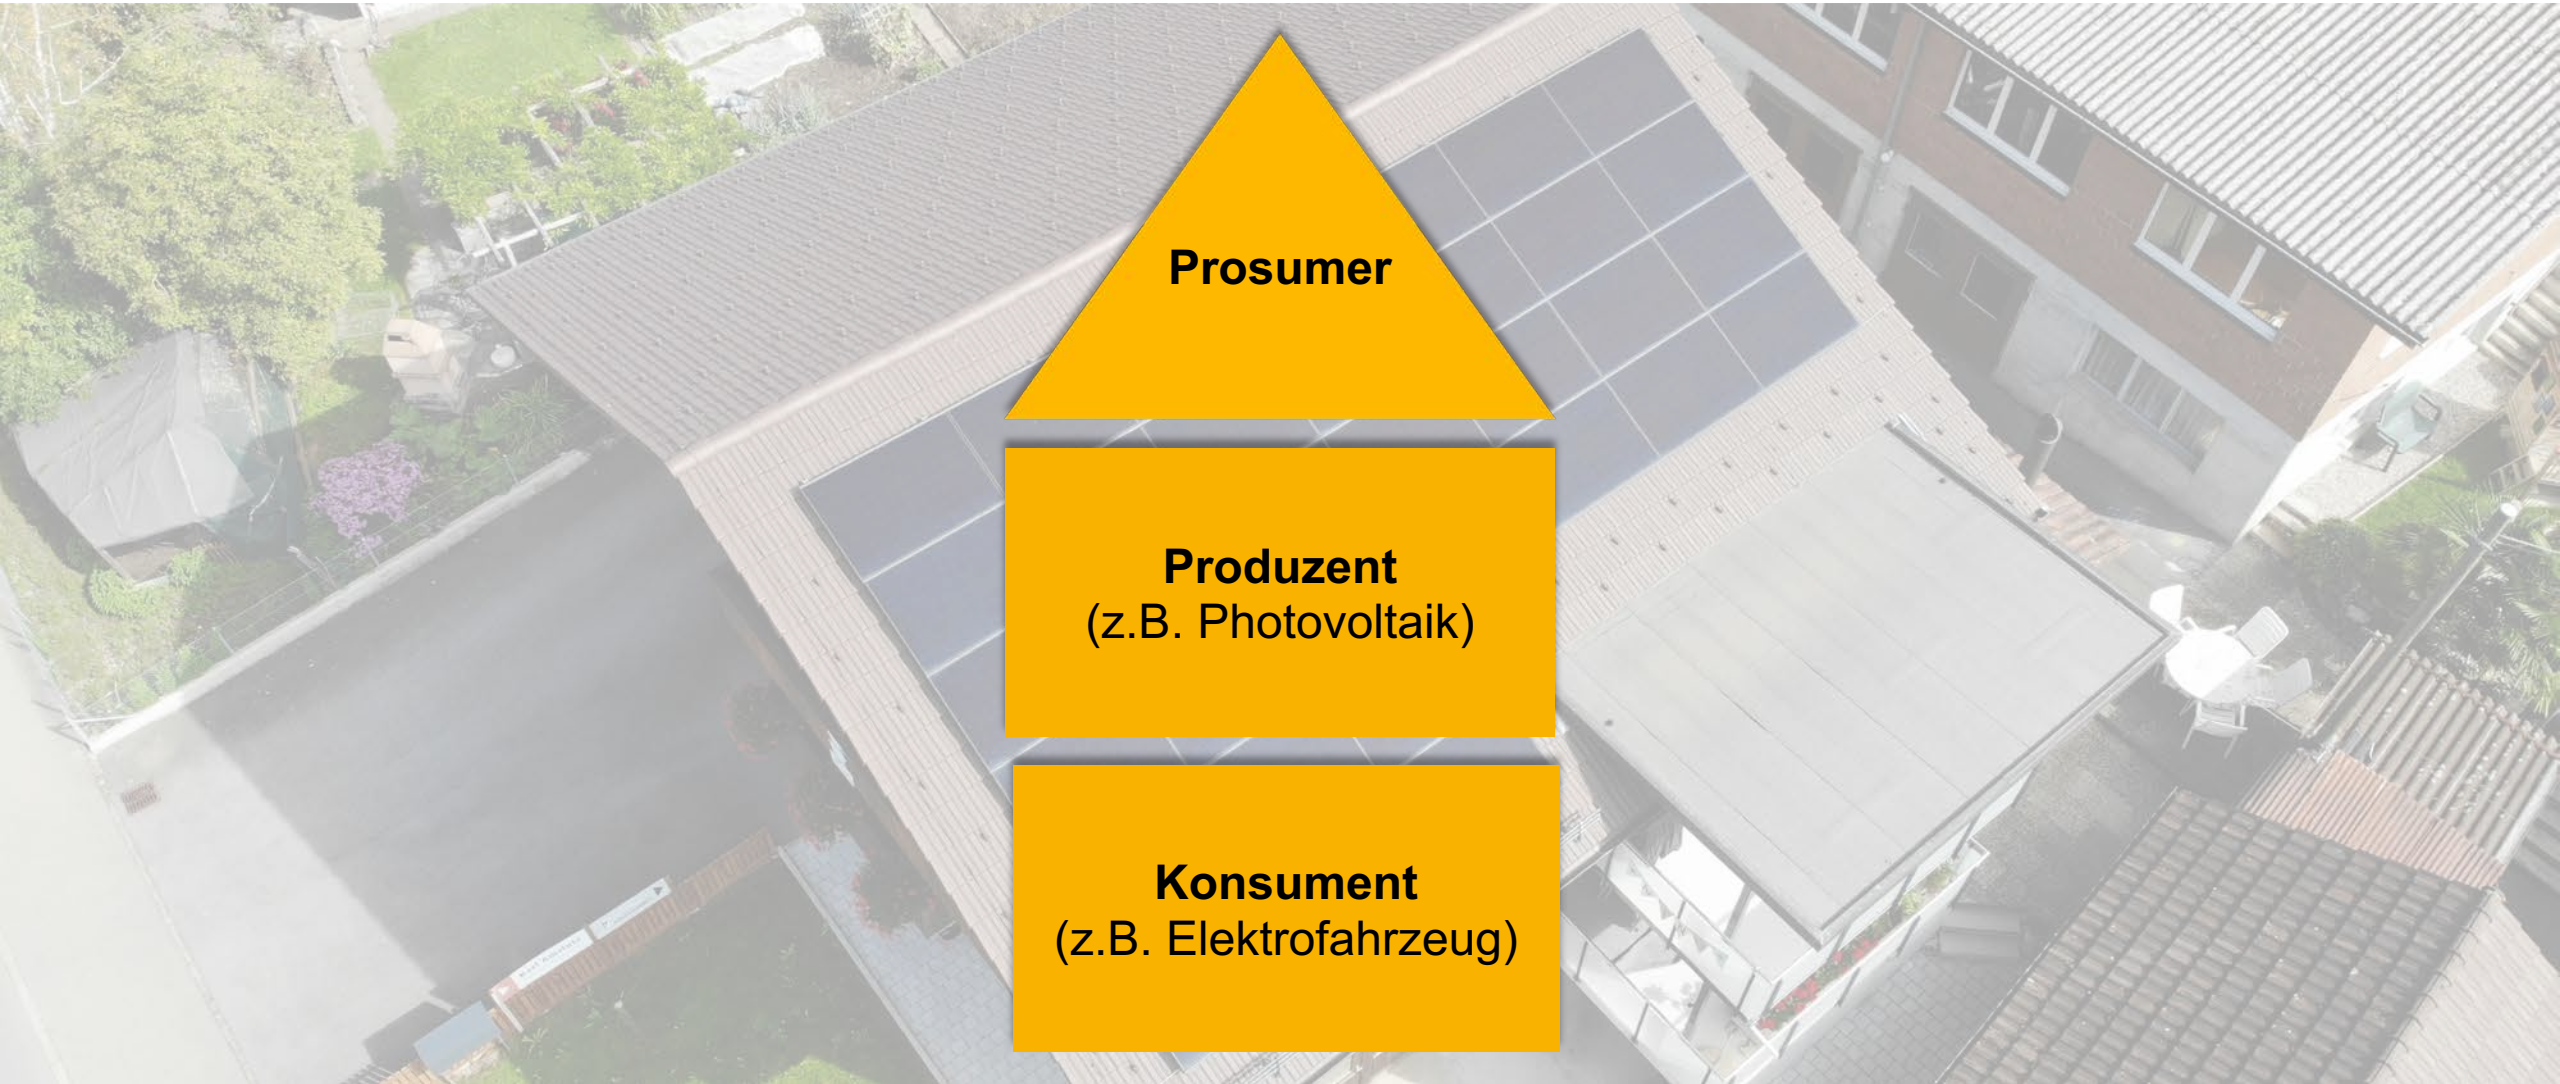 Prosumer
Produzent
(z.B. Photovoltaik)
Konsument
(z.B. Elektrofahrzeug)